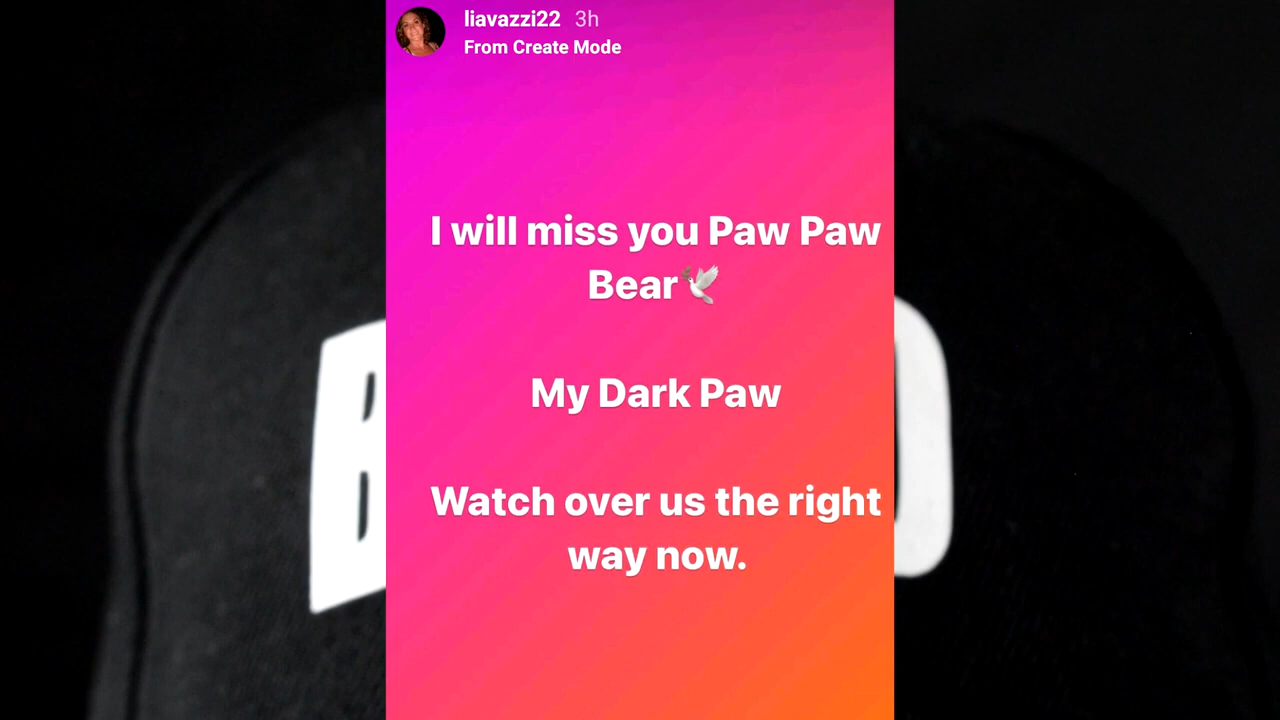 liavazzi22 3h
From Create Mode
I will miss you Paw Paw
Bear🕊️
My Dark Paw
Watch over us the right
way now.